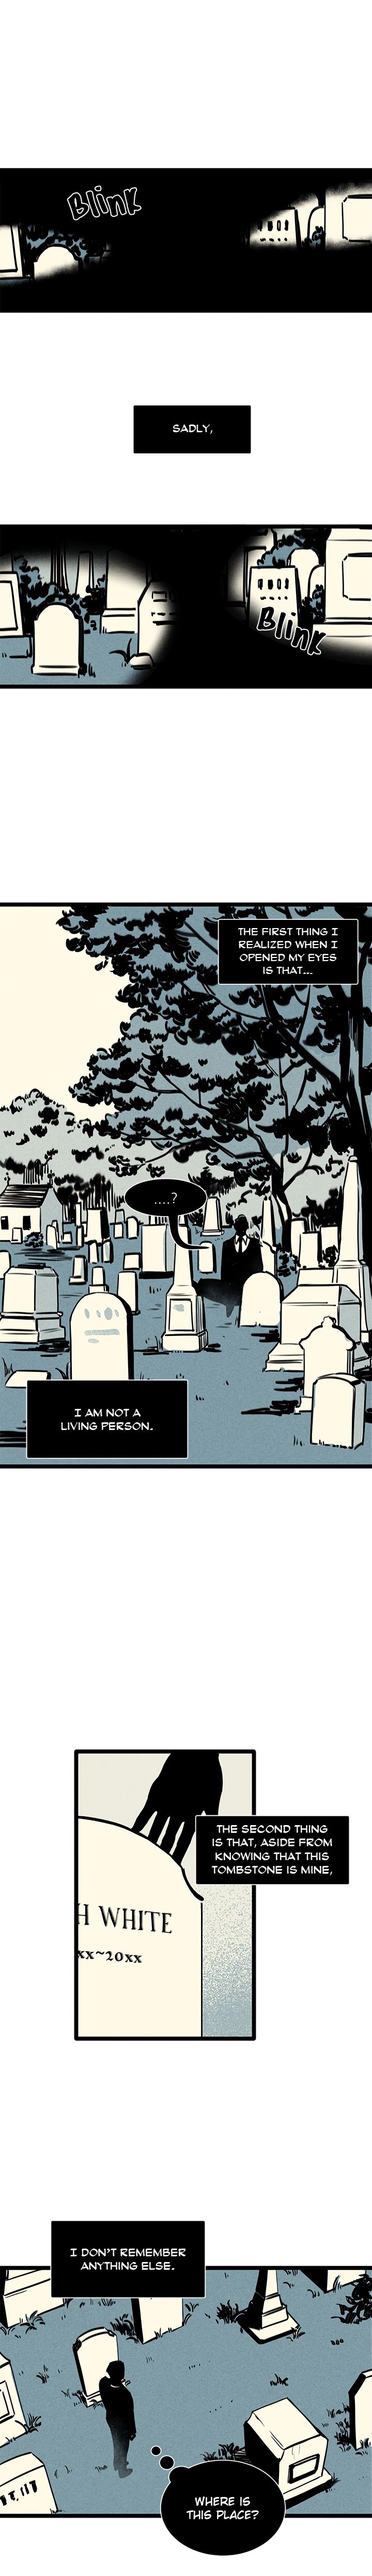 Blink
SADLY,
Blink
THE FIRST THING I
REALIZED WHEN I
OPENED MY EYES
IS THAT...
....?
I AM NOT A
LIVING PERSON.
THE SECOND THING
IS THAT, ASIDE FROM
KNOWING THAT THIS
TOMBSTONE IS MINE,
H WHITE
xx~20xx
I DON'T REMEMBER
ANYTHING ELSE.
WHERE IS
THIS PLACE?